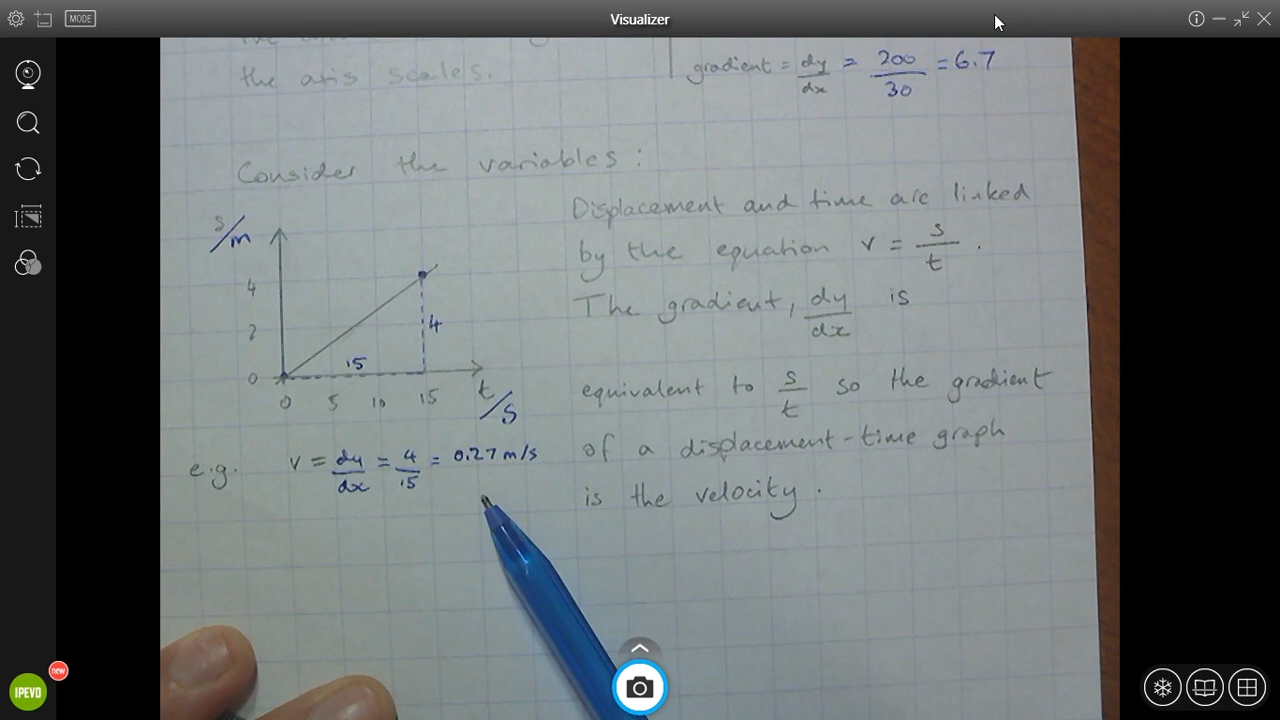 MODE
Visualizer
the axis scales.
gradient = dy/dx = 200/30 = 6.7
Consider the variables:
s/m
4
2
0
4
15
0 5 10 15
t/s
e.g. v = dy/dx = 4/15 = 0.27 m/s
Displacement and time are linked
by the equation v = s/t .
The gradient, dy/dx is
equivalent to s/t so the gradient
of a displacement-time graph
is the velocity.
new
IPEVO